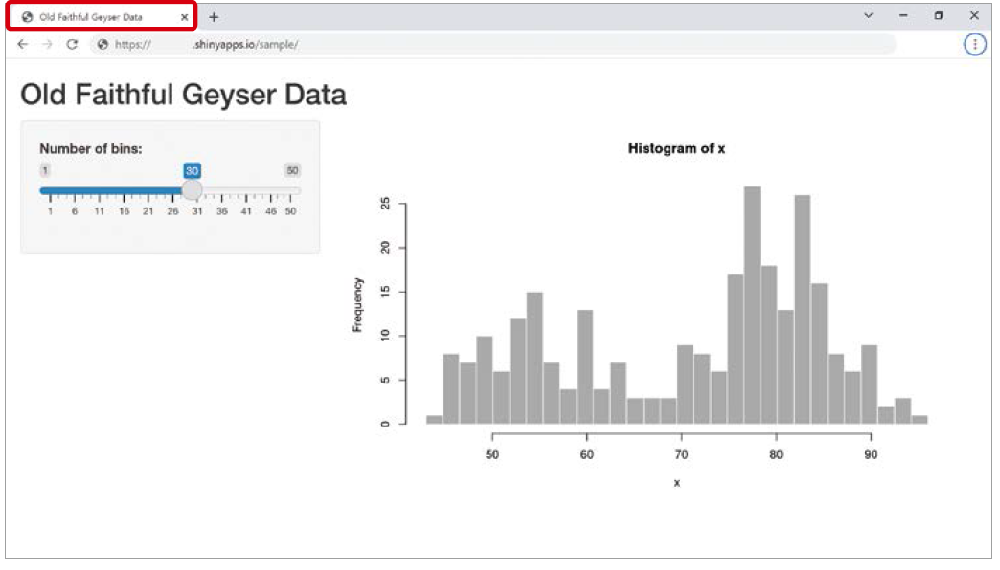 Old Faithful Geyser Data
https:// .shinyapps.io/sample/
Old Faithful Geyser Data
Number of bins:
1 30 50
1 6 11 16 21 26 31 36 41 46 50
Histogram of x
Frequency
25
20
15
10
5
0
50 60 70 80 90
x